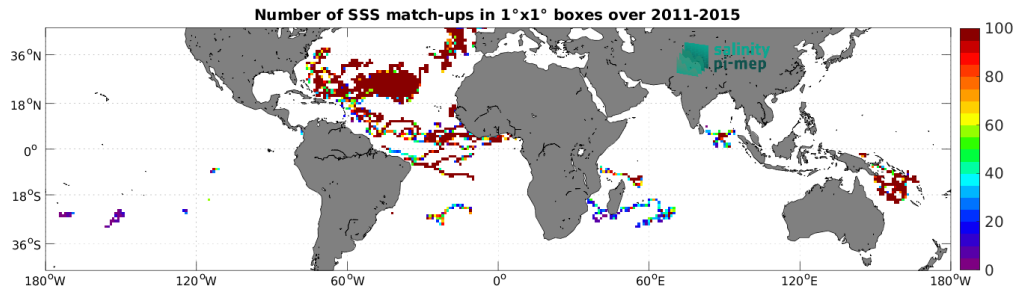 Number of SSS match-ups in 1°x1° boxes over 2011-2015
salinity
pi-mep
36°N
18°N
0°
18°S
36°S
180°W
120°W
60°W
0°
60°E
120°E
180°W
100
80
60
40
20
0